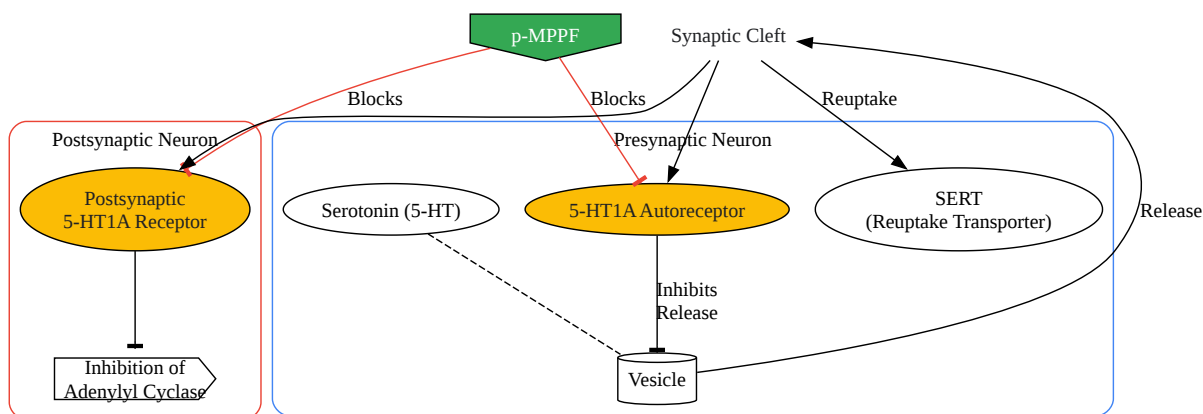 p-MPPF
Synaptic Cleft
Blocks
Blocks
Reuptake
Postsynaptic Neuron
Presynaptic Neuron
Postsynaptic
5-HT1A Receptor
Serotonin (5-HT)
5-HT1A Autoreceptor
SERT
(Reuptake Transporter)
Release
Inhibits
Release
Inhibition of
Adenylyl Cyclase
Vesicle